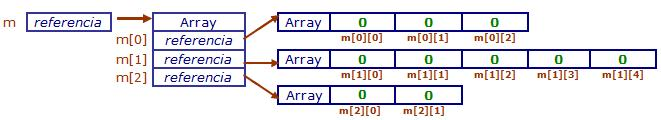 m referencia Array Array 0 0 0
m[0] referencia m[0][0] m[0][1] m[0][2]
m[1] referencia Array 0 0 0 0 0
m[1][0] m[1][1] m[1][2] m[1][3] m[1][4]
m[2] referencia
Array 0 0
m[2][0] m[2][1]